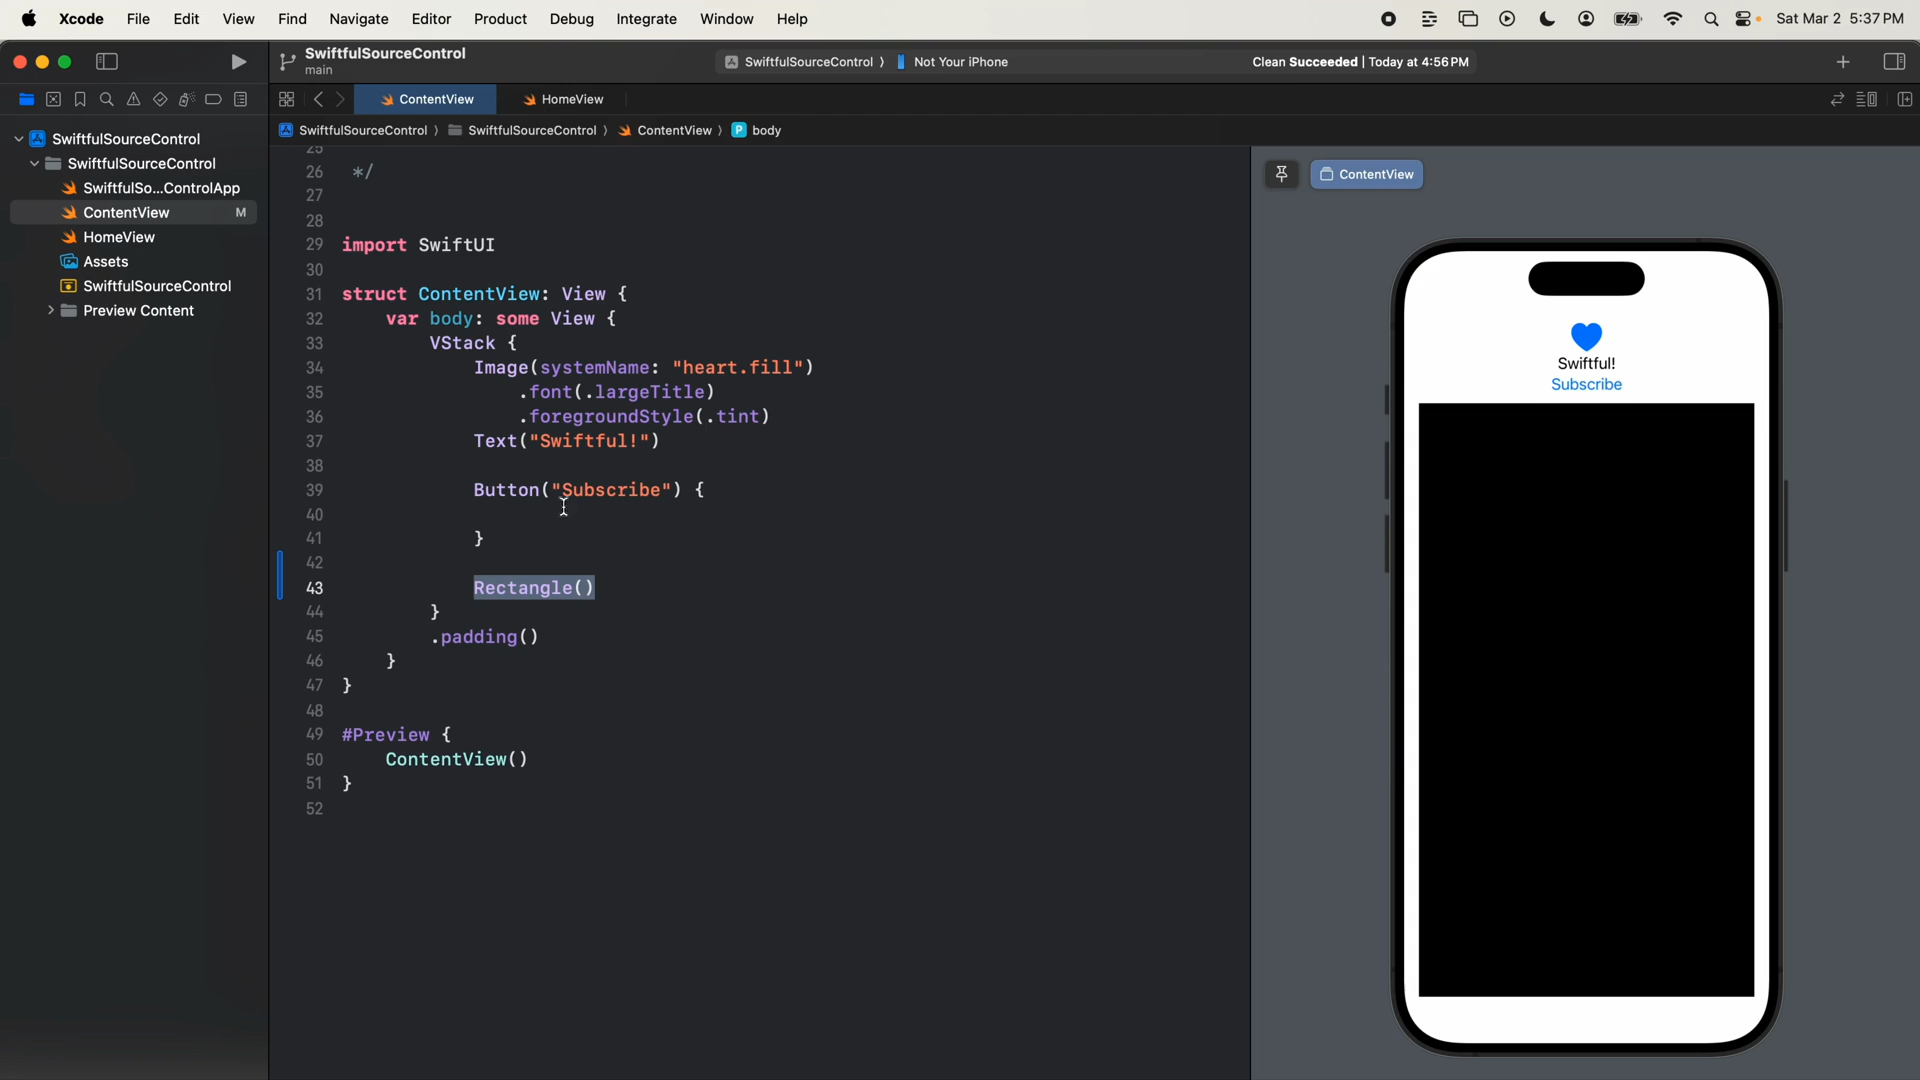 Xcode File Edit View Find Navigate Editor Product Debug Integrate Window Help Sat Mar 2 5:37 PM
SwiftfulSourceControl
main
SwiftfulSourceControl 〉 Not Your iPhone
Clean Succeeded | Today at 4:56 PM
ContentView HomeView
SwiftfulSourceControl 〉 SwiftfulSourceControl 〉 ContentView 〉 P body
SwiftfulSourceControl
SwiftfulSourceControl
SwiftfulSo...ControlApp
ContentView M
HomeView
Assets
SwiftfulSourceControl
Preview Content
25
26 */
27
28
29 import SwiftUI
30
31 struct ContentView: View {
32 var body: some View {
33 VStack {
34 Image(systemName: "heart.fill")
35 .font(.largeTitle)
36 .foregroundStyle(.tint)
37 Text("Swiftful!")
38
39 Button("Subscribe") {
40
41 }
42
43 Rectangle()
44 }
45 .padding()
46 }
47 }
48
49 #Preview {
50 ContentView()
51 }
52
ContentView
Swiftful!
Subscribe